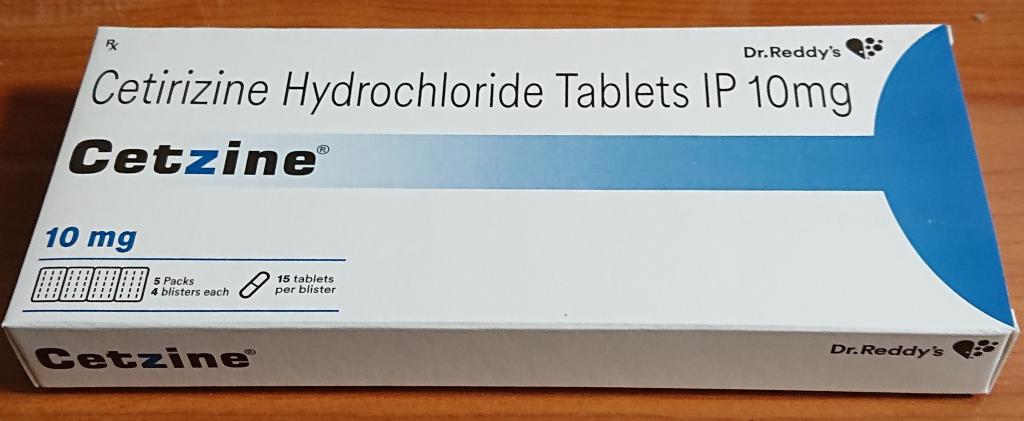 Rx
Dr.Reddy's
Cetirizine Hydrochloride Tablets IP 10mg
Cetzine®
10 mg
5 Packs
4 blisters each
15 tablets
per blister
Cetzine®
Dr.Reddy's